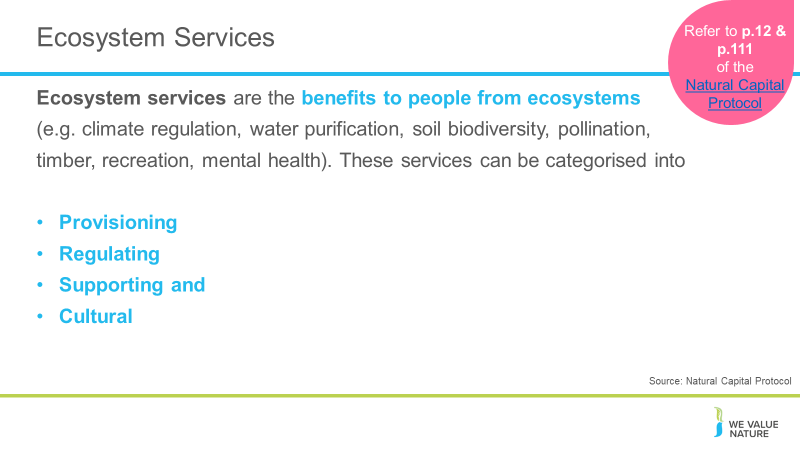 Ecosystem Services
Refer to p.12 &
p.111
of the
Natural Capital
Protocol
Ecosystem services are the benefits to people from ecosystems
(e.g. climate regulation, water purification, soil biodiversity, pollination,
timber, recreation, mental health). These services can be categorised into
• Provisioning
• Regulating
• Supporting and
• Cultural
Source: Natural Capital Protocol
WE VALUE
NATURE